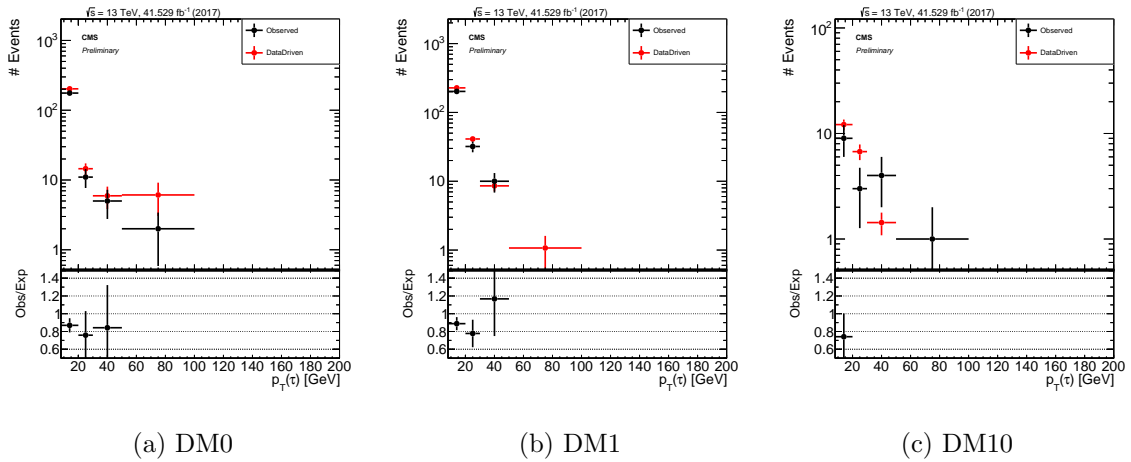 √s = 13 TeV, 41.529 fb⁻¹ (2017)
CMS
Preliminary
Observed
DataDriven
# Events
10³
10²
10
1
Obs/Exp
1.4
1.2
1
0.8
0.6
20 40 60 80 100 120 140 160 180 200
p_T(τ) [GeV]
(a) DM0
√s = 13 TeV, 41.529 fb⁻¹ (2017)
CMS
Preliminary
Observed
DataDriven
# Events
10³
10²
10
1
Obs/Exp
1.4
1.2
1
0.8
0.6
20 40 60 80 100 120 140 160 180 200
p_T(τ) [GeV]
(b) DM1
√s = 13 TeV, 41.529 fb⁻¹ (2017)
CMS
Preliminary
Observed
DataDriven
# Events
10²
10
1
Obs/Exp
1.4
1.2
1
0.8
0.6
20 40 60 80 100 120 140 160 180 200
p_T(τ) [GeV]
(c) DM10